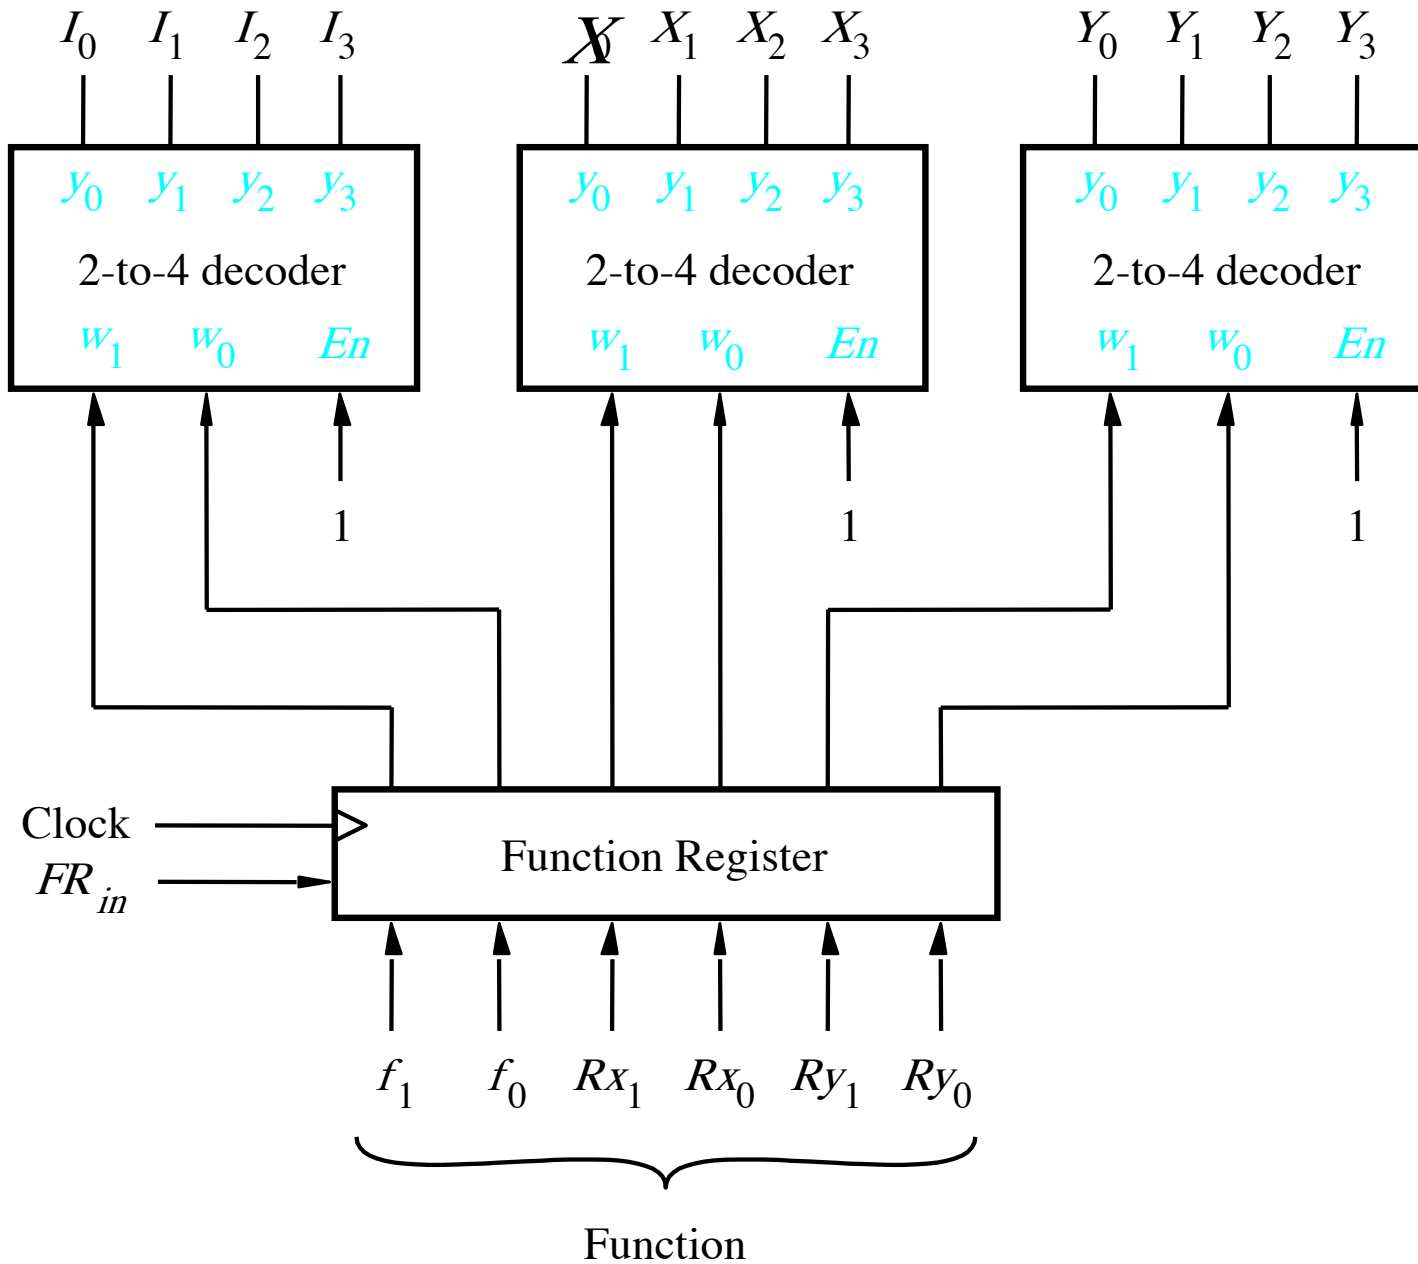 I0 I1 I2 I3 X0 X1 X2 X3 Y0 Y1 Y2 Y3
y0 y1 y2 y3 y0 y1 y2 y3 y0 y1 y2 y3
2-to-4 decoder 2-to-4 decoder 2-to-4 decoder
w1 w0 En w1 w0 En w1 w0 En
1 1 1
Clock
Function Register
FR in
f1 f0 Rx1 Rx0 Ry1 Ry0
Function